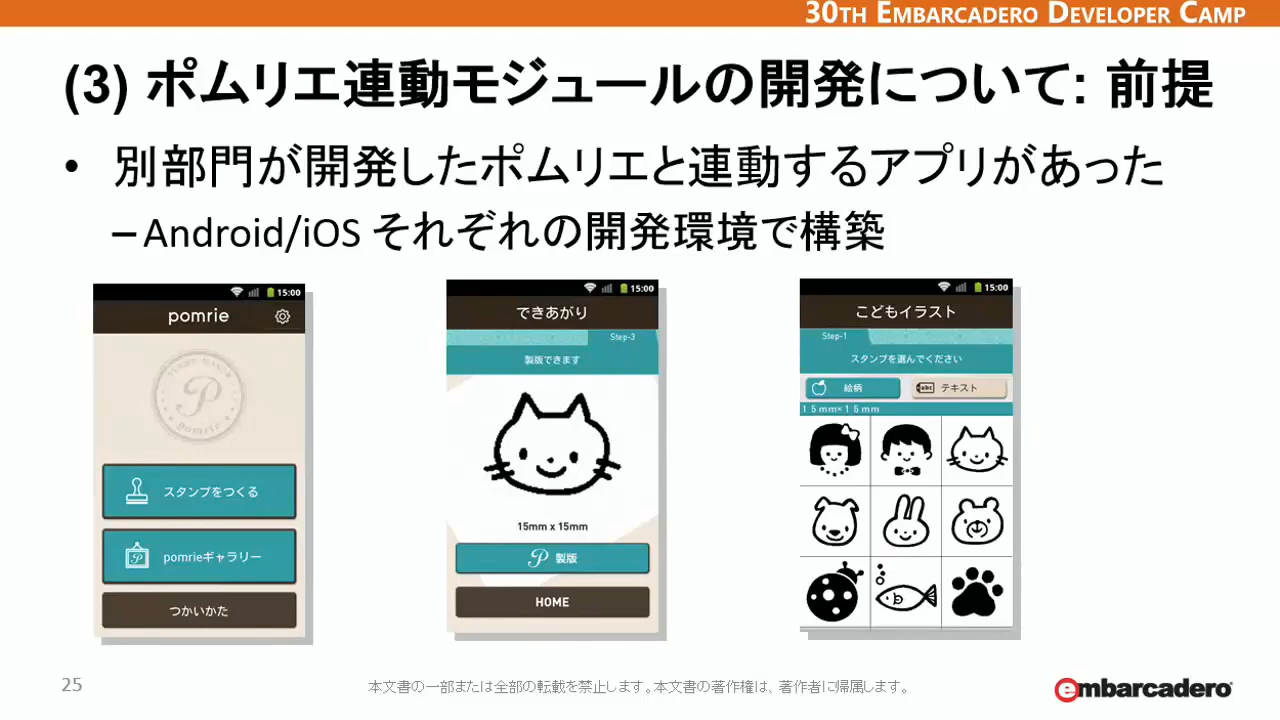 30TH EMBARCADERO DEVELOPER CAMP
(3) ポムリエ連動モジュールの開発について: 前提
• 別部門が開発したポムリエと連動するアプリがあった
–Android/iOS それぞれの開発環境で構築
15:00
pomrie
PLATE MAKER
P
pomrie
スタンプをつくる
P
pomrieギャラリー
つかいかた
15:00
できあがり
Step-3
製版できます
15mm x 15mm
P 製版
HOME
15:00
こどもイラスト
Step-1
スタンプを選んでください
絵柄
abc テキスト
15mm×15mm
25
本文書の一部または全部の転載を禁止します。本文書の著作権は、著作者に帰属します。
embarcadero